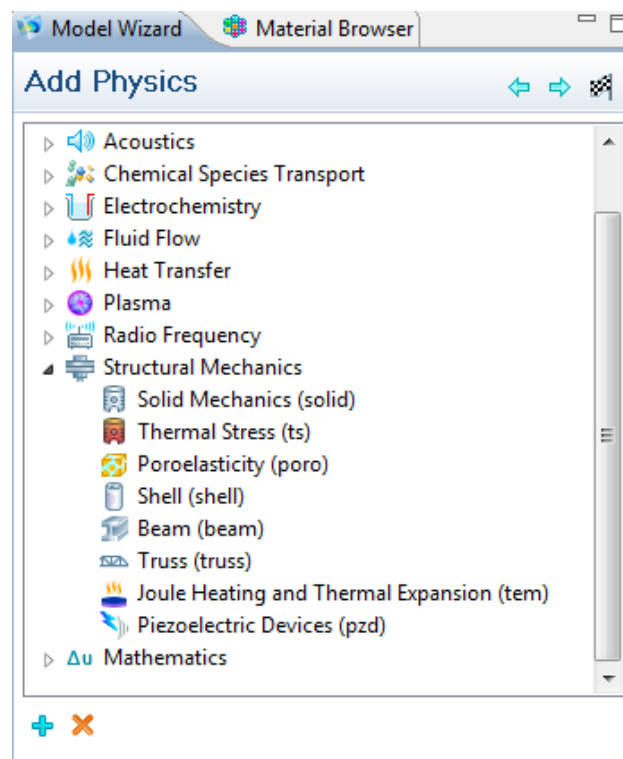 Model Wizard Material Browser
Add Physics
Acoustics
Chemical Species Transport
Electrochemistry
Fluid Flow
Heat Transfer
Plasma
Radio Frequency
Structural Mechanics
Solid Mechanics (solid)
Thermal Stress (ts)
Poroelasticity (poro)
Shell (shell)
Beam (beam)
Truss (truss)
Joule Heating and Thermal Expansion (tem)
Piezoelectric Devices (pzd)
Δu Mathematics